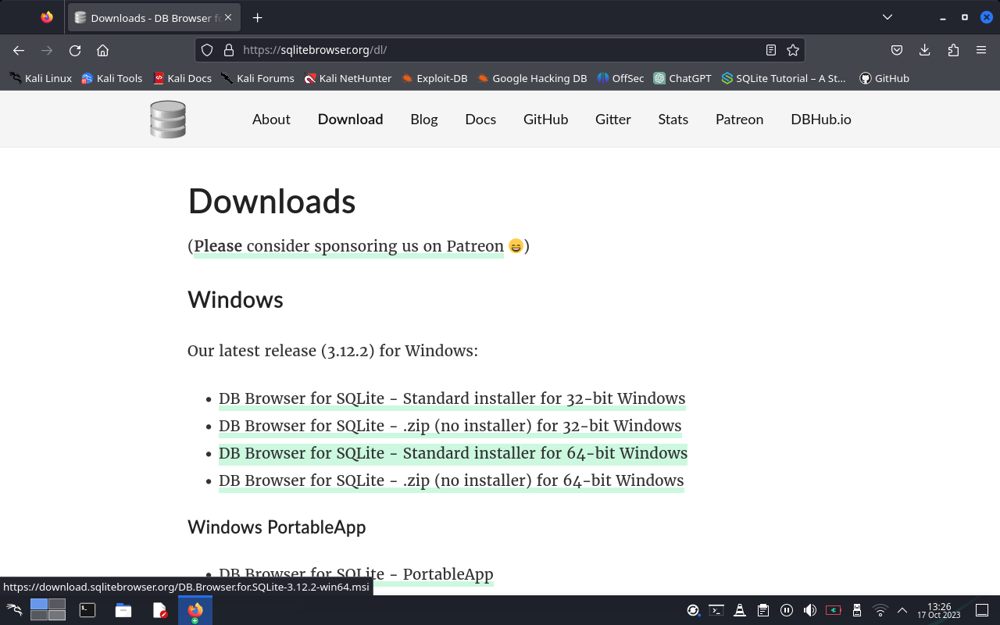 Downloads - DB Browser fo
https://sqlitebrowser.org/dl/
Kali Linux
Kali Tools
Kali Docs
Kali Forums
Kali NetHunter
Exploit-DB
Google Hacking DB
OffSec
ChatGPT
SQLite Tutorial – A St…
GitHub
About
Download
Blog
Docs
GitHub
Gitter
Stats
Patreon
DBHub.io
Downloads
(Please consider sponsoring us on Patreon 😄)
Windows
Our latest release (3.12.2) for Windows:
• DB Browser for SQLite - Standard installer for 32-bit Windows
• DB Browser for SQLite - .zip (no installer) for 32-bit Windows
• DB Browser for SQLite - Standard installer for 64-bit Windows
• DB Browser for SQLite - .zip (no installer) for 64-bit Windows
Windows PortableApp
• DB Browser for SQLite - PortableApp
https://download.sqlitebrowser.org/DB.Browser.for.SQLite-3.12.2-win64.msi
13:26
17 Oct 2023